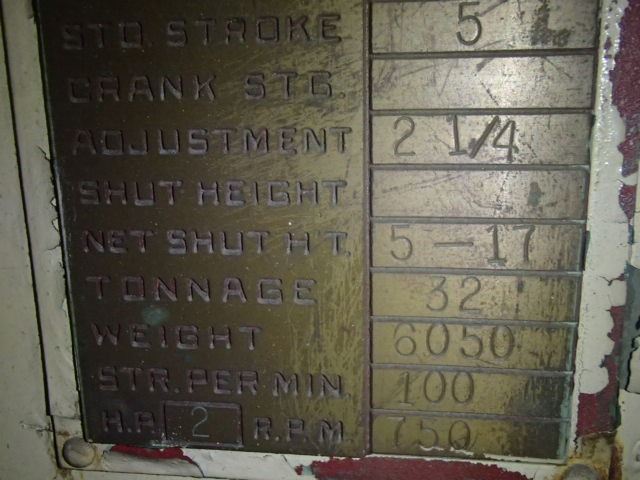 STD. STROKE 5
CRANK STG.
ADJUSTMENT 2 1/4
SHUT HEIGHT
NET SHUT H'T. 5-17
TONNAGE 32
WEIGHT 6050
STR. PER MIN. 100
H.P. 2 R.P.M. 750